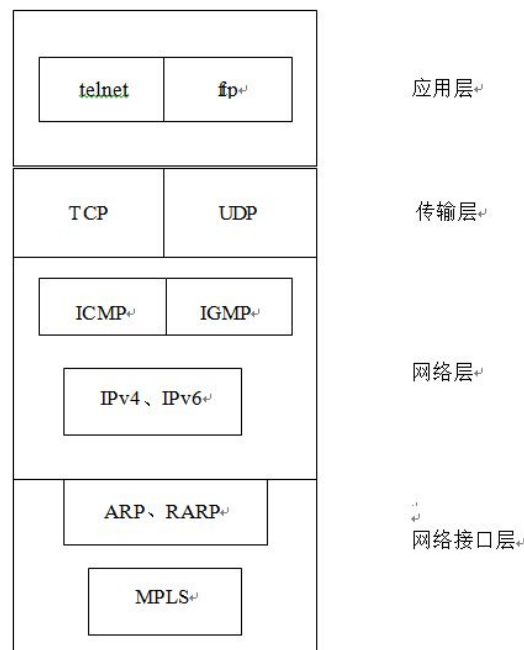 telnet ftp 应用层
TCP UDP 传输层
ICMP IGMP
IPv4、IPv6 网络层
ARP、RARP
网络接口层
MPLS